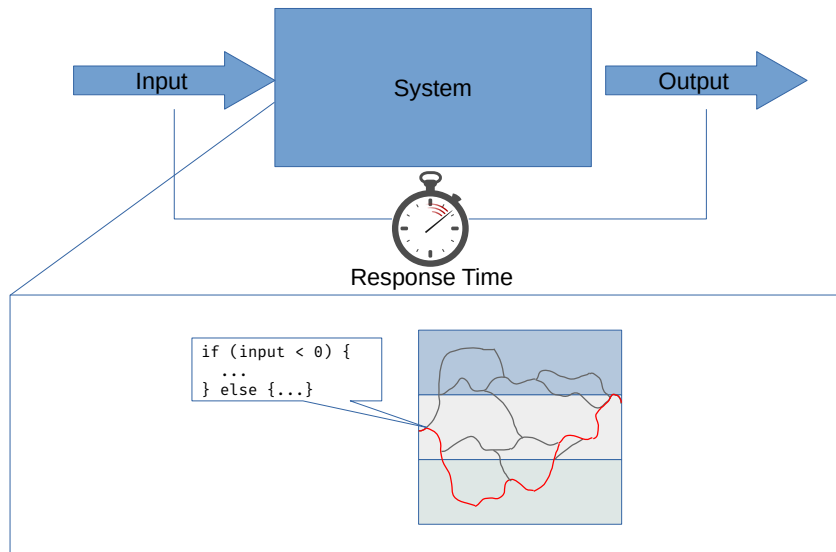 Input
System
Output
Response Time
if (input < 0) {
  ...
} else {...}